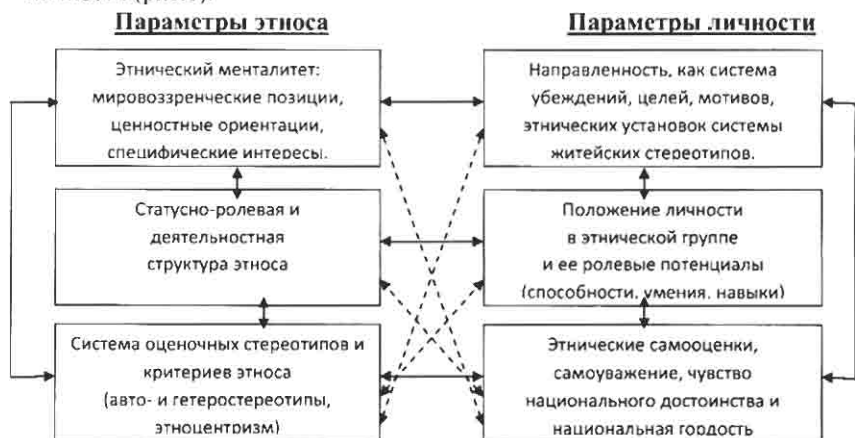 Параметры этноса
Параметры личности
Этнический менталитет:
мировоззренческие позиции,
ценностные ориентации,
специфические интересы.
Направленность, как система
убеждений, целей, мотивов,
этнических установок системы
житейских стереотипов.
Статусно-ролевая и
деятельностная
структура этноса
Положение личности
в этнической группе
и ее ролевые потенциалы
(способности, умения, навыки)
Система оценочных стереотипов и
критериев этноса
(авто- и гетеростереотипы,
этноцентризм)
Этнические самооценки,
самоуважение, чувство
национального достоинства и
национальная гордость